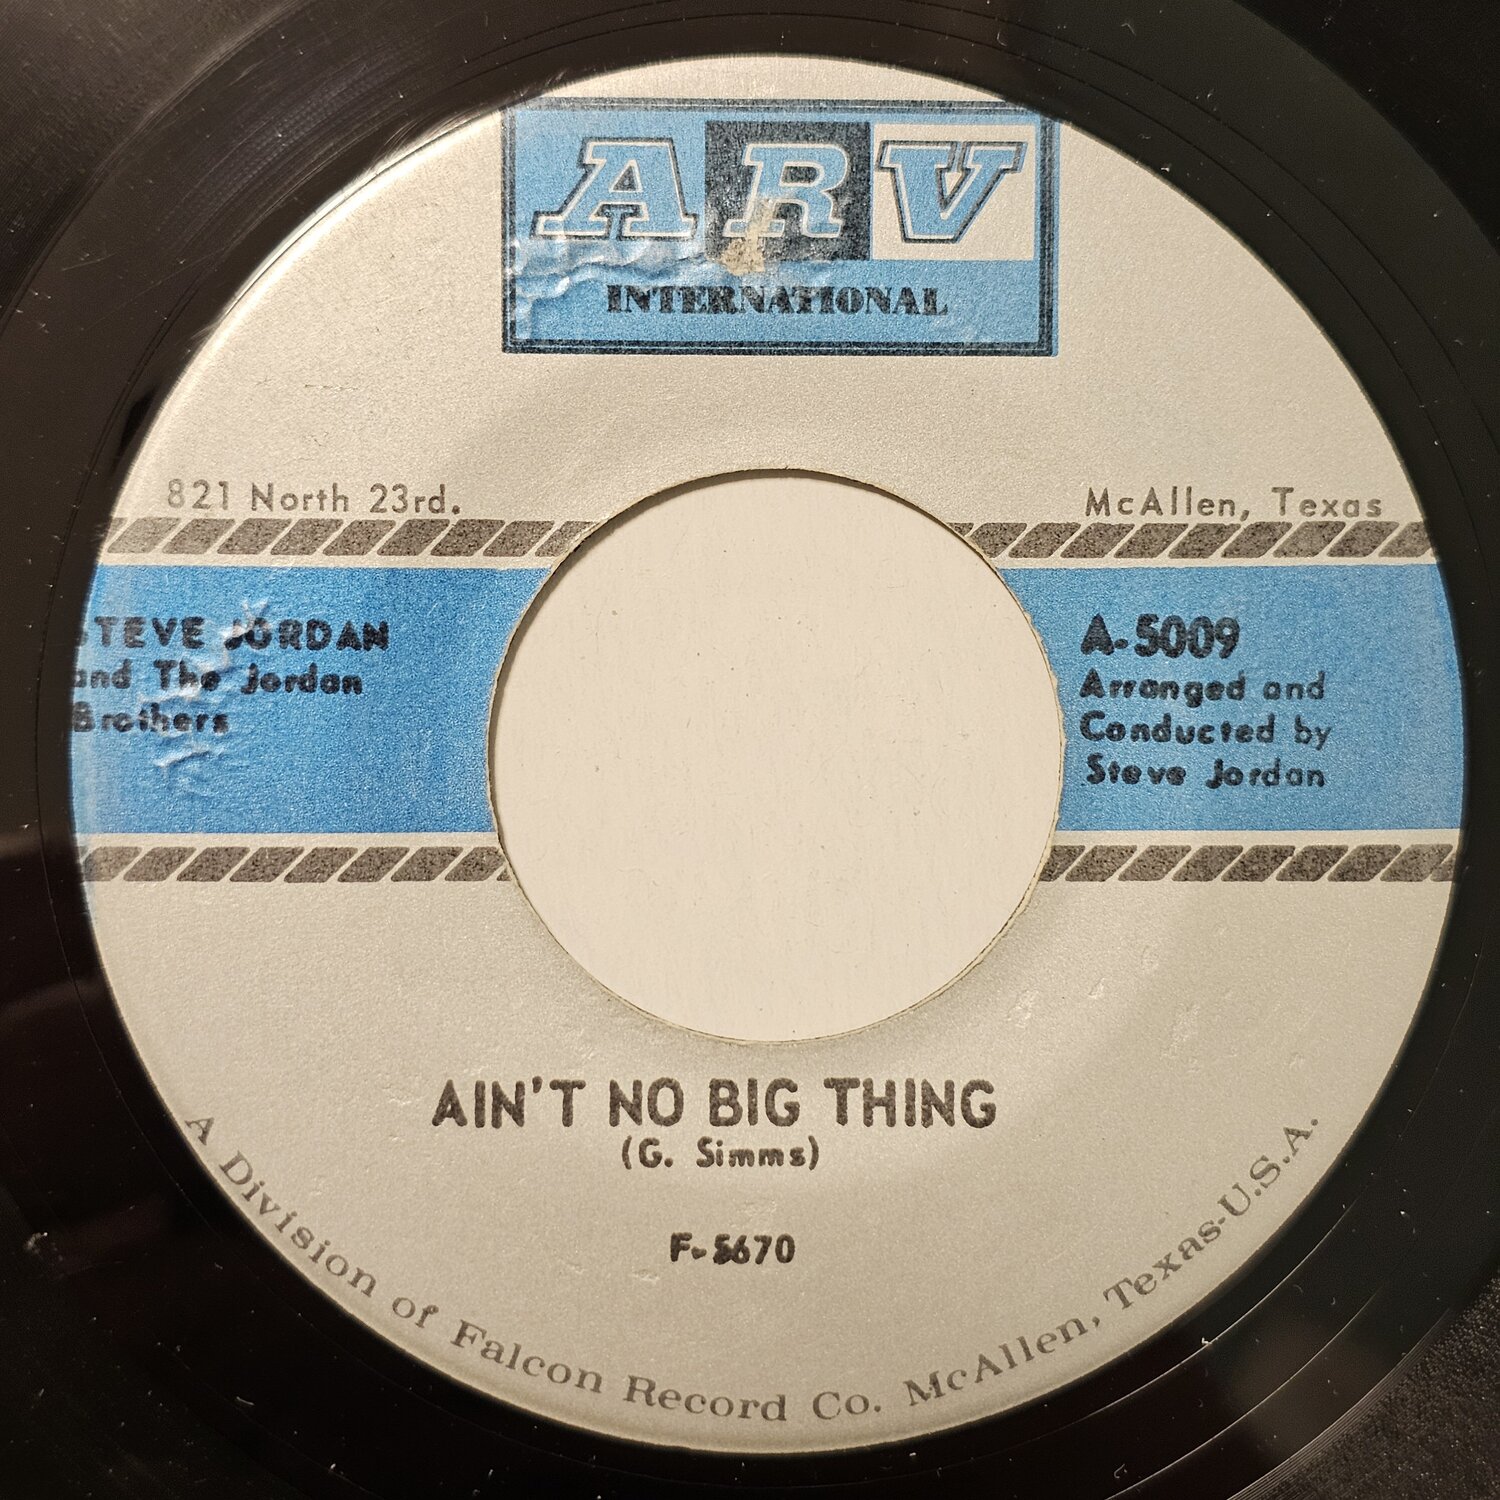 ARV
INTERNATIONAL
821 North 23rd.
McAllen, Texas
STEVE JORDAN
and The Jordan
Brothers
A-5009
Arranged and
Conducted by
Steve Jordan
AIN'T NO BIG THING
(G. Simms)
F-5670
A Division of Falcon Record Co. McAllen, Texas-U.S.A.